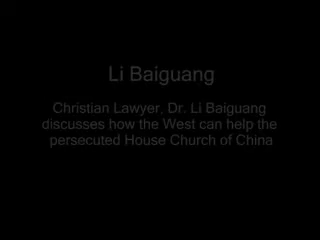 Li Baiguang
Christian Lawyer, Dr. Li Baiguang
discusses how the West can help the
persecuted House Church of China